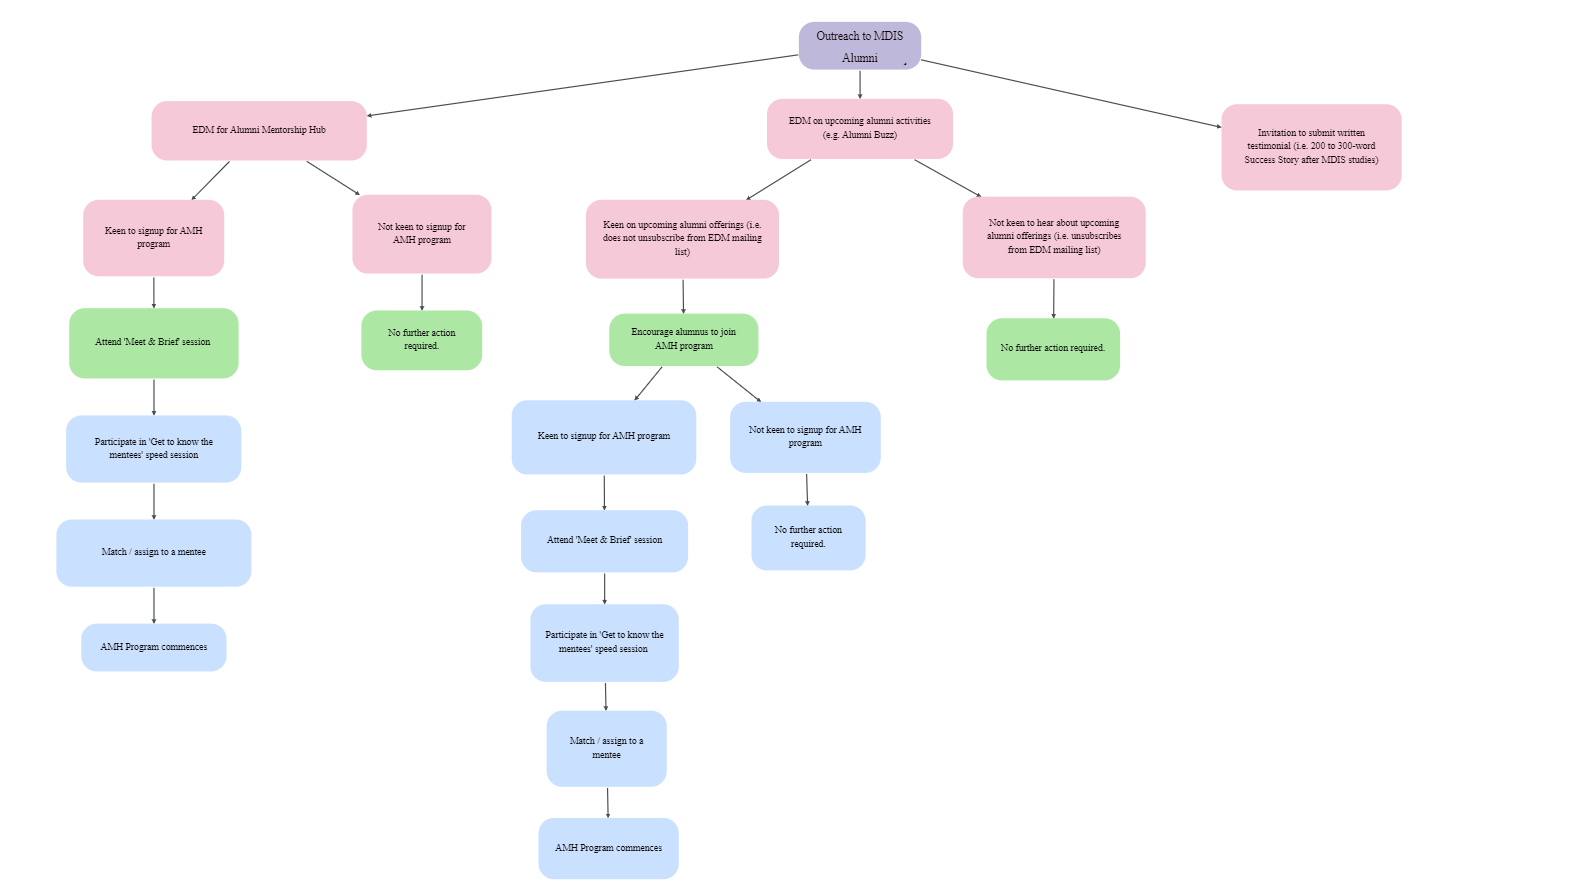 Outreach to MDIS
Alumni
EDM for Alumni Mentorship Hub
EDM on upcoming alumni activities
(e.g. Alumni Buzz)
Invitation to submit written
testimonial (i.e. 200 to 300-word
Success Story after MDIS studies)
Keen to signup for AMH
program
Not keen to signup for
AMH program
Keen on upcoming alumni offerings (i.e.
does not unsubscribe from EDM mailing
list)
Not keen to hear about upcoming
alumni offerings (i.e. unsubscribes
from EDM mailing list)
Attend 'Meet & Brief' session
No further action
required.
Encourage alumnus to join
AMH program
No further action required.
Participate in 'Get to know the
mentees' speed session
Keen to signup for AMH program
Not keen to signup for AMH
program
Match / assign to a mentee
Attend 'Meet & Brief' session
No further action
required.
AMH Program commences
Participate in 'Get to know the
mentees' speed session
Match / assign to a
mentee
AMH Program commences